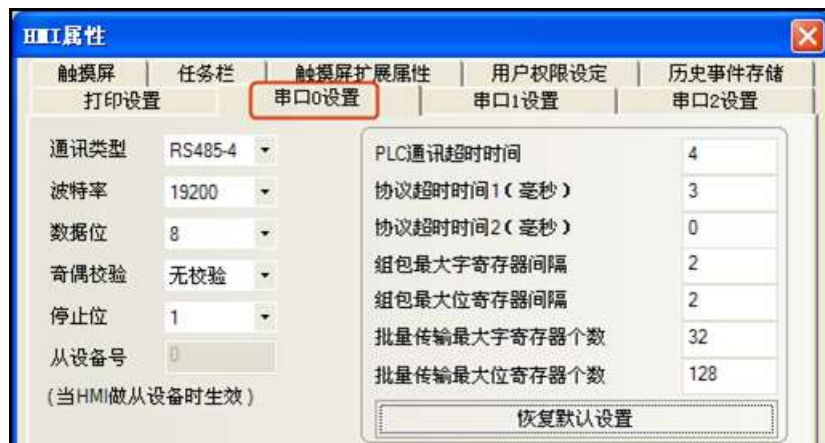 HMI属性
触摸屏 任务栏 触摸屏扩展属性 用户权限设定 历史事件存储
打印设置 串口0设置 串口1设置 串口2设置
通讯类型 RS485-4
波特率 19200
数据位 8
奇偶校验 无校验
停止位 1
从设备号 0
(当HMI做从设备时生效)
PLC通讯超时时间 4
协议超时时间1(毫秒) 3
协议超时时间2(毫秒) 0
组包最大字寄存器间隔 2
组包最大位寄存器间隔 2
批量传输最大字寄存器个数 32
批量传输最大位寄存器个数 128
恢复默认设置